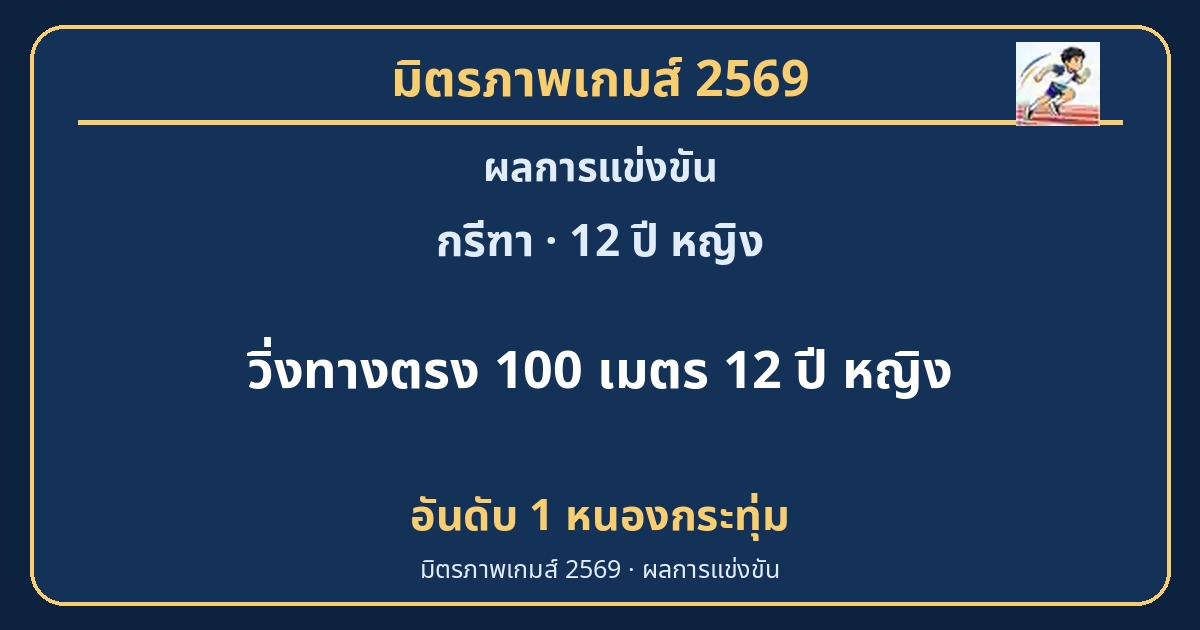 มิตรภาพเกมส์ 2569
ผลการแข่งขัน
กรีฑา · 12 ปี หญิง
วิ่งทางตรง 100 เมตร 12 ปี หญิง
อันดับ 1 หนองกระทุ่ม
มิตรภาพเกมส์ 2569 · ผลการแข่งขัน